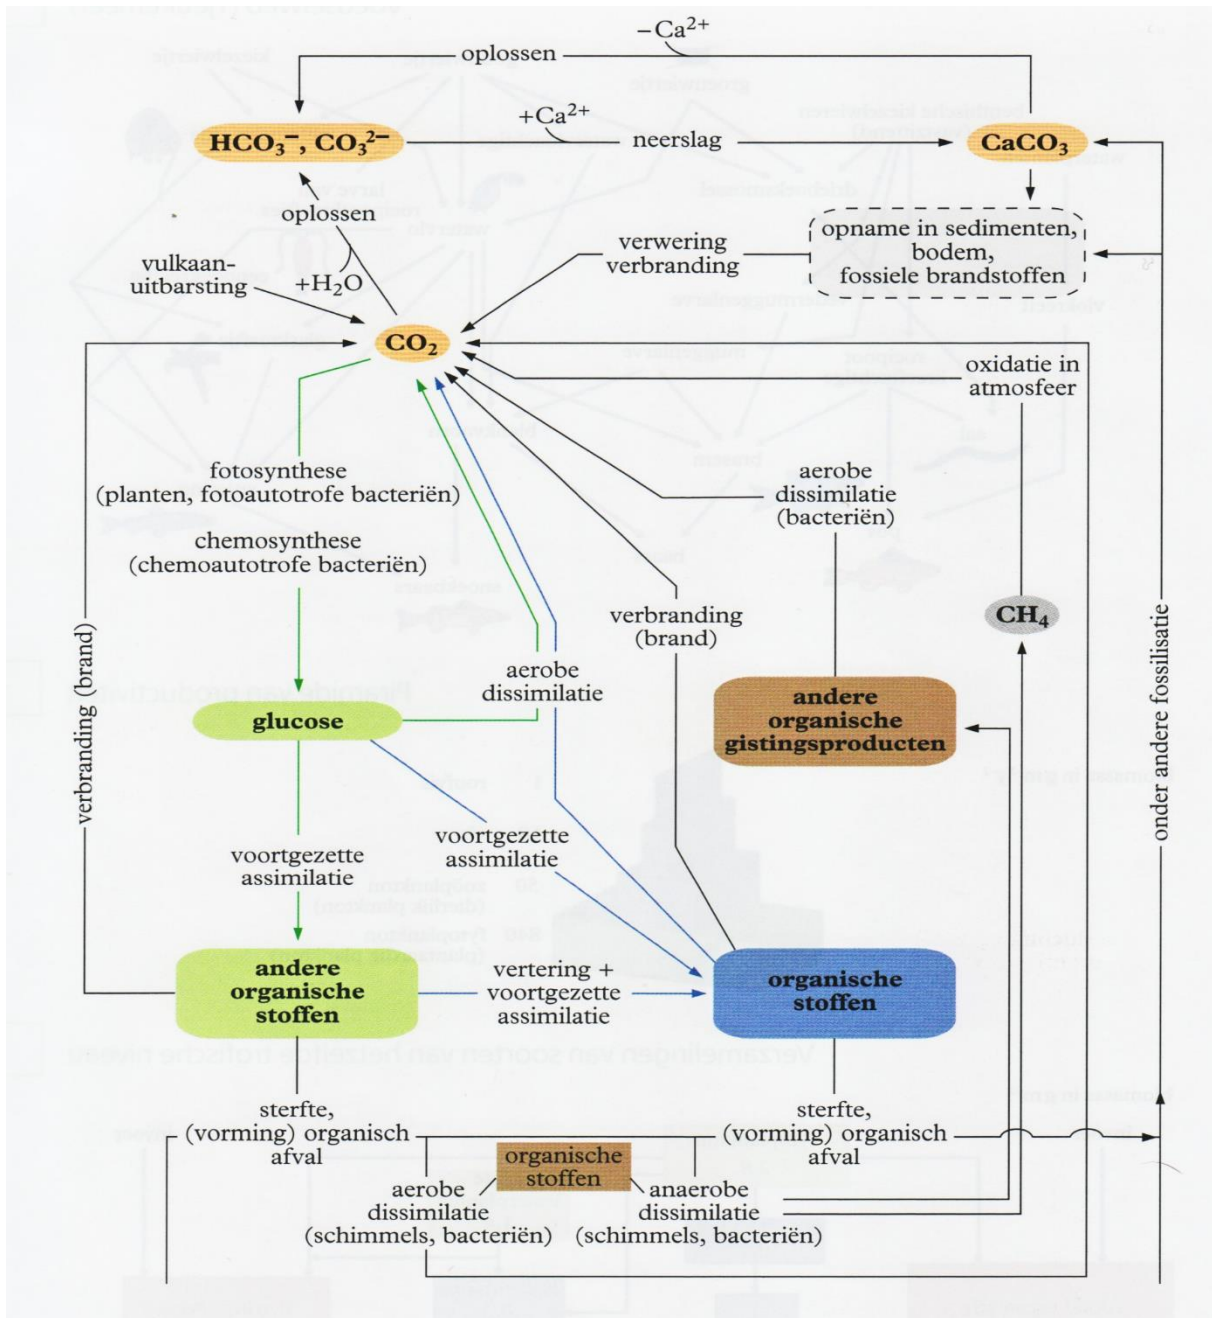 −Ca²⁺
oplossen
+Ca²⁺
HCO₃⁻, CO₃²⁻
neerslag
CaCO₃
oplossen
opname in sedimenten,
bodem,
fossiele brandstoffen
verwering
verbranding
vulkaan-
uitbarsting
+H₂O
CO₂
oxidatie in
atmosfeer
fotosynthese
(planten, fotoautotrofe bacteriën)
aerobe
dissimilatie
(bacteriën)
chemosynthese
(chemoautotrofe bacteriën)
verbranding
(brand)
CH₄
verbranding (brand)
onder andere fossilisatie
aerobe
dissimilatie
glucose
andere
organische
gistingsproducten
voortgezette
assimilatie
voortgezette
assimilatie
andere
organische
stoffen
vertering +
voortgezette
assimilatie
organische
stoffen
sterfte,
(vorming) organisch
afval
sterfte,
(vorming) organisch
afval
organische
stoffen
aerobe
dissimilatie
(schimmels, bacteriën)
anaerobe
dissimilatie
(schimmels, bacteriën)